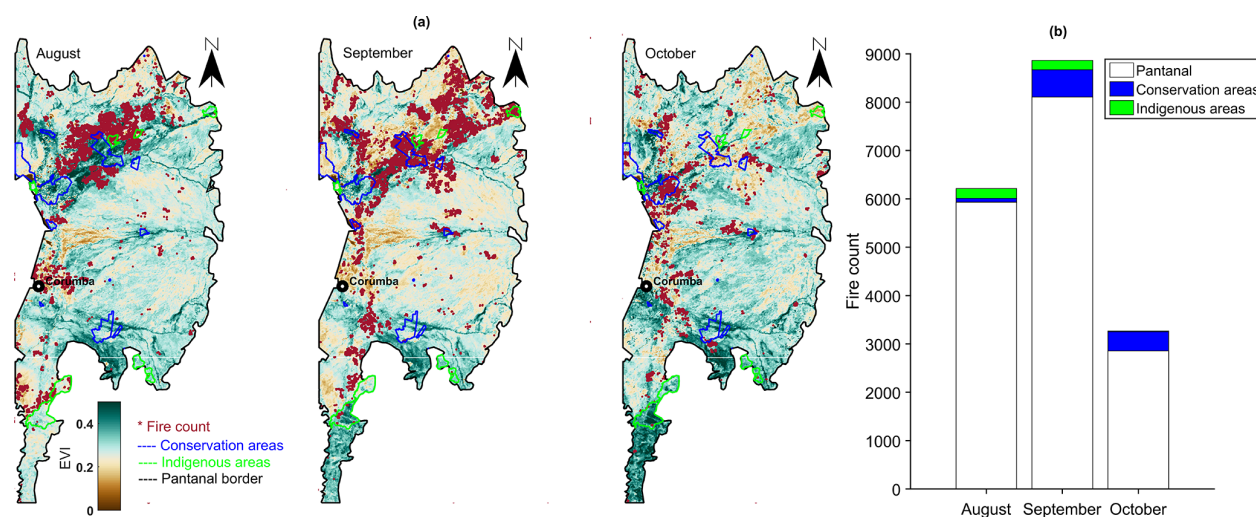 (a)
August
N
September
N
October
N
Corumba
Corumba
Corumba
0.4
0.2
0
EVI
* Fire count
---- Conservation areas
---- Indigenous areas
---- Pantanal border
(b)
9000
8000
7000
6000
5000
4000
3000
2000
1000
0
Fire count
Pantanal
Conservation areas
Indigenous areas
August
September
October